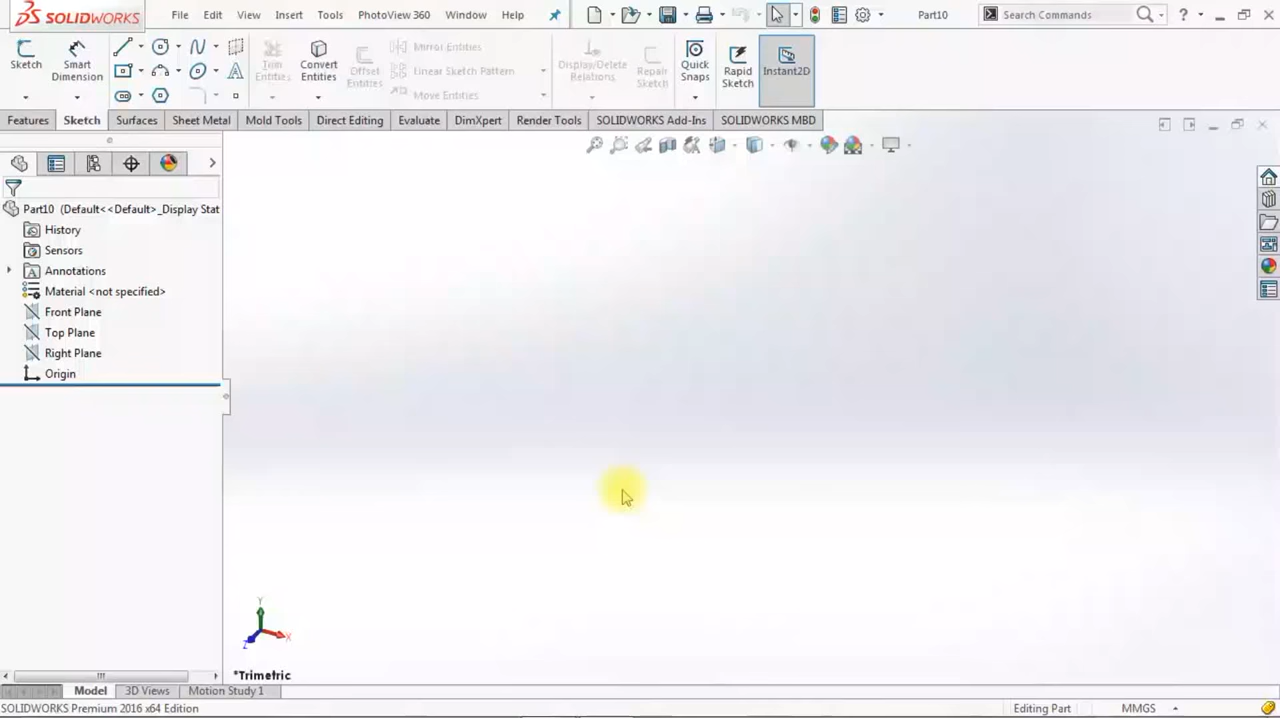 SOLIDWORKS File Edit View Insert Tools PhotoView 360 Window Help Part10 Search Commands ?
Sketch Smart Dimension Trim Entities Convert Entities Offset Entities Mirror Entities Linear Sketch Pattern Move Entities Display/Delete Relations Repair Sketch Quick Snaps Rapid Sketch Instant2D
Features Sketch Surfaces Sheet Metal Mold Tools Direct Editing Evaluate DimXpert Render Tools SOLIDWORKS Add-Ins SOLIDWORKS MBD
Part10 (Default<<Default>_Display Stat
History
Sensors
Annotations
Material <not specified>
Front Plane
Top Plane
Right Plane
Origin
Y
X
Z
*Trimetric
Model 3D Views Motion Study 1
SOLIDWORKS Premium 2016 x64 Edition Editing Part MMGS